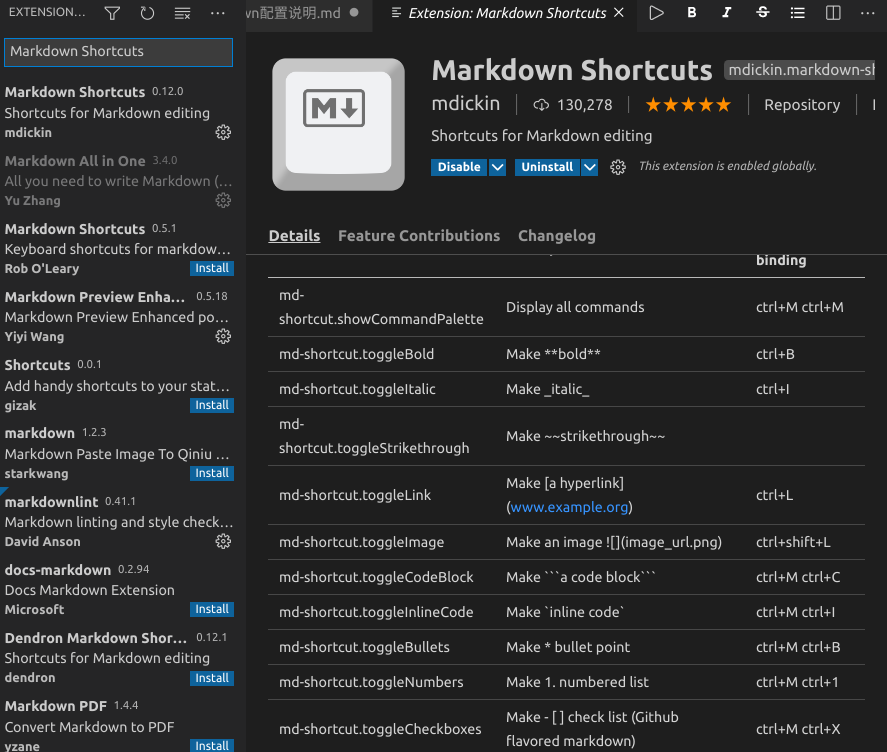 EXTENSION...
Markdown Shortcuts
Markdown Shortcuts 0.12.0
Shortcuts for Markdown editing
mdickin
Markdown All in One 3.4.0
All you need to write Markdown (...
Yu Zhang
Markdown Shortcuts 0.5.1
Keyboard shortcuts for markdow...
Rob O'Leary Install
Markdown Preview Enha... 0.5.18
Markdown Preview Enhanced po...
Yiyi Wang
Shortcuts 0.0.1
Add handy shortcuts to your stat...
gizak Install
markdown 1.2.3
Markdown Paste Image To Qiniu ...
starkwang Install
markdownlint 0.41.1
Markdown linting and style check...
David Anson
docs-markdown 0.2.94
Docs Markdown Extension
Microsoft Install
Dendron Markdown Shor... 0.12.1
Shortcuts for Markdown editing
dendron Install
Markdown PDF 1.4.4
Convert Markdown to PDF
yzane Install
wn配置说明.md Extension: Markdown Shortcuts B I S
M
Markdown Shortcuts mdickin.markdown-sh
mdickin 130,278 Repository
Shortcuts for Markdown editing
Disable Uninstall This extension is enabled globally.
Details Feature Contributions Changelog
binding
md-
shortcut.showCommandPalette Display all commands ctrl+M ctrl+M
md-shortcut.toggleBold Make **bold** ctrl+B
md-shortcut.toggleItalic Make _italic_ ctrl+I
md-
shortcut.toggleStrikethrough Make ~~strikethrough~~
md-shortcut.toggleLink Make [a hyperlink]
(www.example.org) ctrl+L
md-shortcut.toggleImage Make an image ![](image_url.png) ctrl+shift+L
md-shortcut.toggleCodeBlock Make ```a code block``` ctrl+M ctrl+C
md-shortcut.toggleInlineCode Make `inline code` ctrl+M ctrl+I
md-shortcut.toggleBullets Make * bullet point ctrl+M ctrl+B
md-shortcut.toggleNumbers Make 1. numbered list ctrl+M ctrl+1
md-shortcut.toggleCheckboxes Make - [ ] check list (Github
flavored markdown) ctrl+M ctrl+X